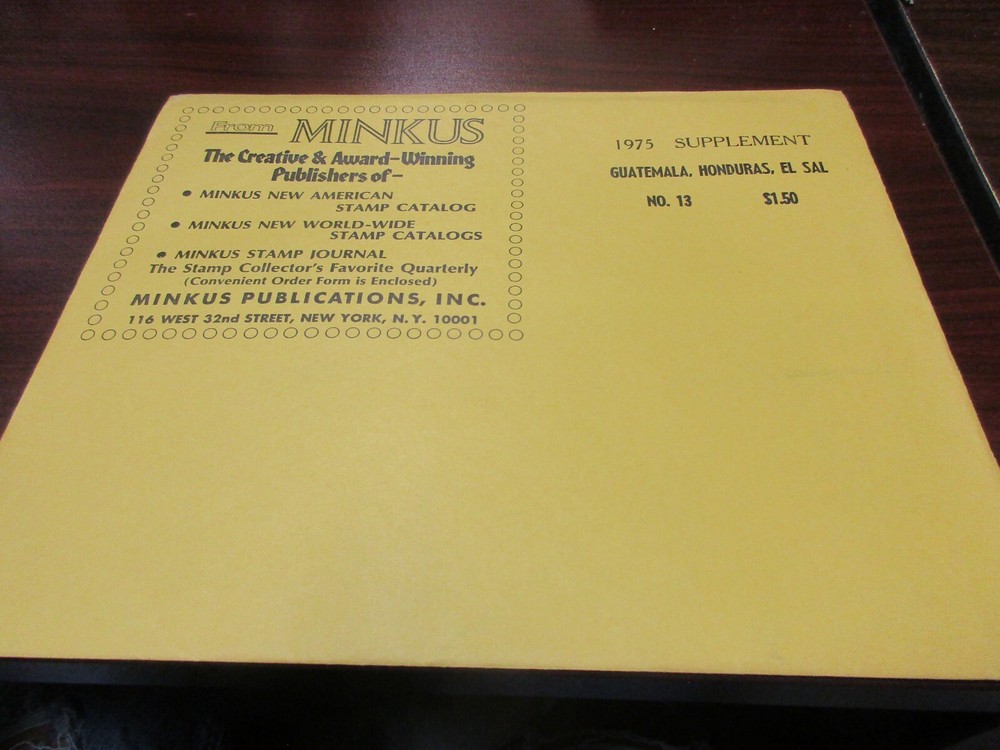 From MINKUS
The Creative & Award-Winning
Publishers of-
• MINKUS NEW AMERICAN
STAMP CATALOG
• MINKUS NEW WORLD-WIDE
STAMP CATALOGS
• MINKUS STAMP JOURNAL
The Stamp Collector's Favorite Quarterly
(Convenient Order Form is Enclosed)
MINKUS PUBLICATIONS, INC.
116 WEST 32nd STREET, NEW YORK, N.Y. 10001
1975 SUPPLEMENT
GUATEMALA, HONDURAS, EL SAL
NO. 13 $1.50